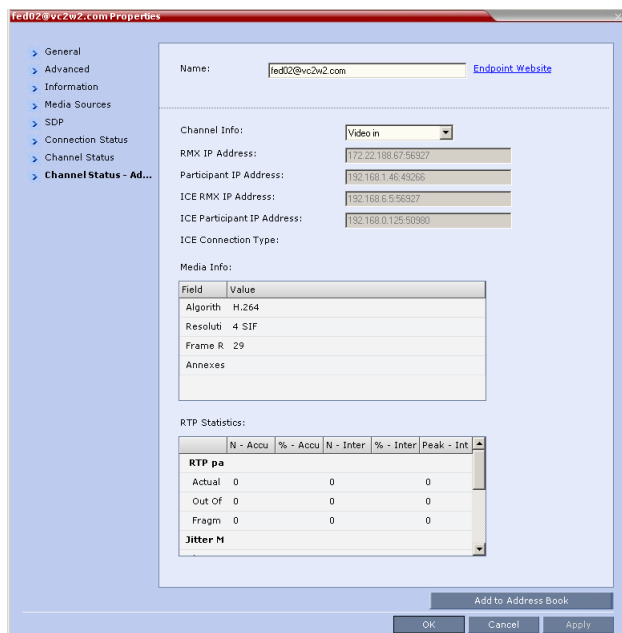 fed02@vc2w2.com Properties
General
Advanced
Information
Media Sources
SDP
Connection Status
Channel Status
Channel Status - Ad...
Name:
fed02@vc2w2.com
Endpoint Website
Channel Info:
Video in
RMX IP Address:
172.22.188.67:56927
Participant IP Address:
192.168.1.46:49266
ICE RMX IP Address:
192.168.6.5:56927
ICE Participant IP Address:
192.168.0.125:50980
ICE Connection Type:
Media Info:
Field Value
Algorith H.264
Resoluti 4 SIF
Frame R 29
Annexes
RTP Statistics:
N - Accu % - Accu N - Inter % - Inter Peak - Int
RTP pa
Actual 0 0 0
Out Of 0 0 0
Fragm 0 0 0
Jitter M
Add to Address Book
OK Cancel Apply